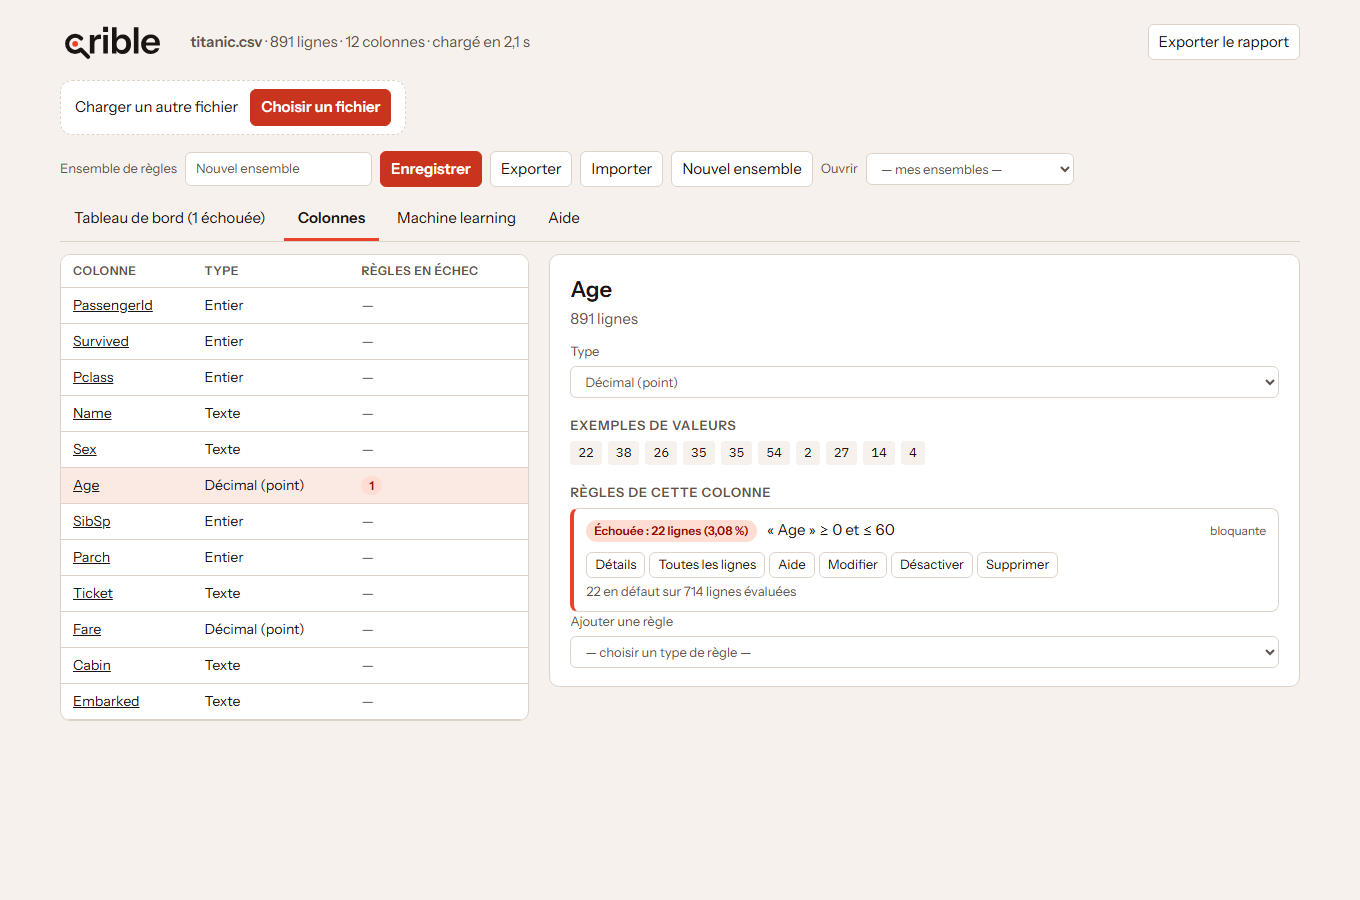 crible
titanic.csv · 891 lignes · 12 colonnes · chargé en 2,1 s
Exporter le rapport
Charger un autre fichier
Choisir un fichier
Ensemble de règles
Nouvel ensemble
Enregistrer
Exporter
Importer
Nouvel ensemble
Ouvrir
— mes ensembles —
Tableau de bord (1 échouée)
Colonnes
Machine learning
Aide
COLONNE TYPE RÈGLES EN ÉCHEC
PassengerId Entier —
Survived Entier —
Pclass Entier —
Name Texte —
Sex Texte —
Age Décimal (point) 1
SibSp Entier —
Parch Entier —
Ticket Texte —
Fare Décimal (point) —
Cabin Texte —
Embarked Texte —
Age
891 lignes
Type
Décimal (point)
EXEMPLES DE VALEURS
22 38 26 35 35 54 2 27 14 4
RÈGLES DE CETTE COLONNE
Échouée : 22 lignes (3,08 %) « Age » ≥ 0 et ≤ 60 bloquante
Détails Toutes les lignes Aide Modifier Désactiver Supprimer
22 en défaut sur 714 lignes évaluées
Ajouter une règle
— choisir un type de règle —